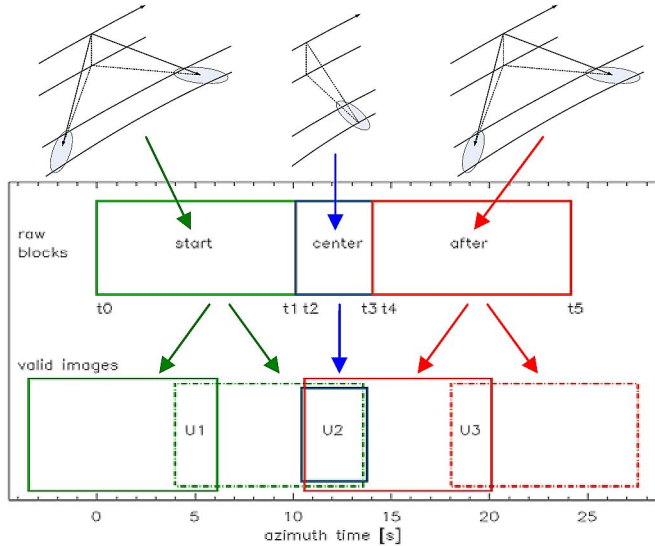 raw
blocks
start
center
after
t0
t1 t2
t3 t4
t5
valid images
U1
U2
U3
0 5 10 15 20 25
azimuth time [s]